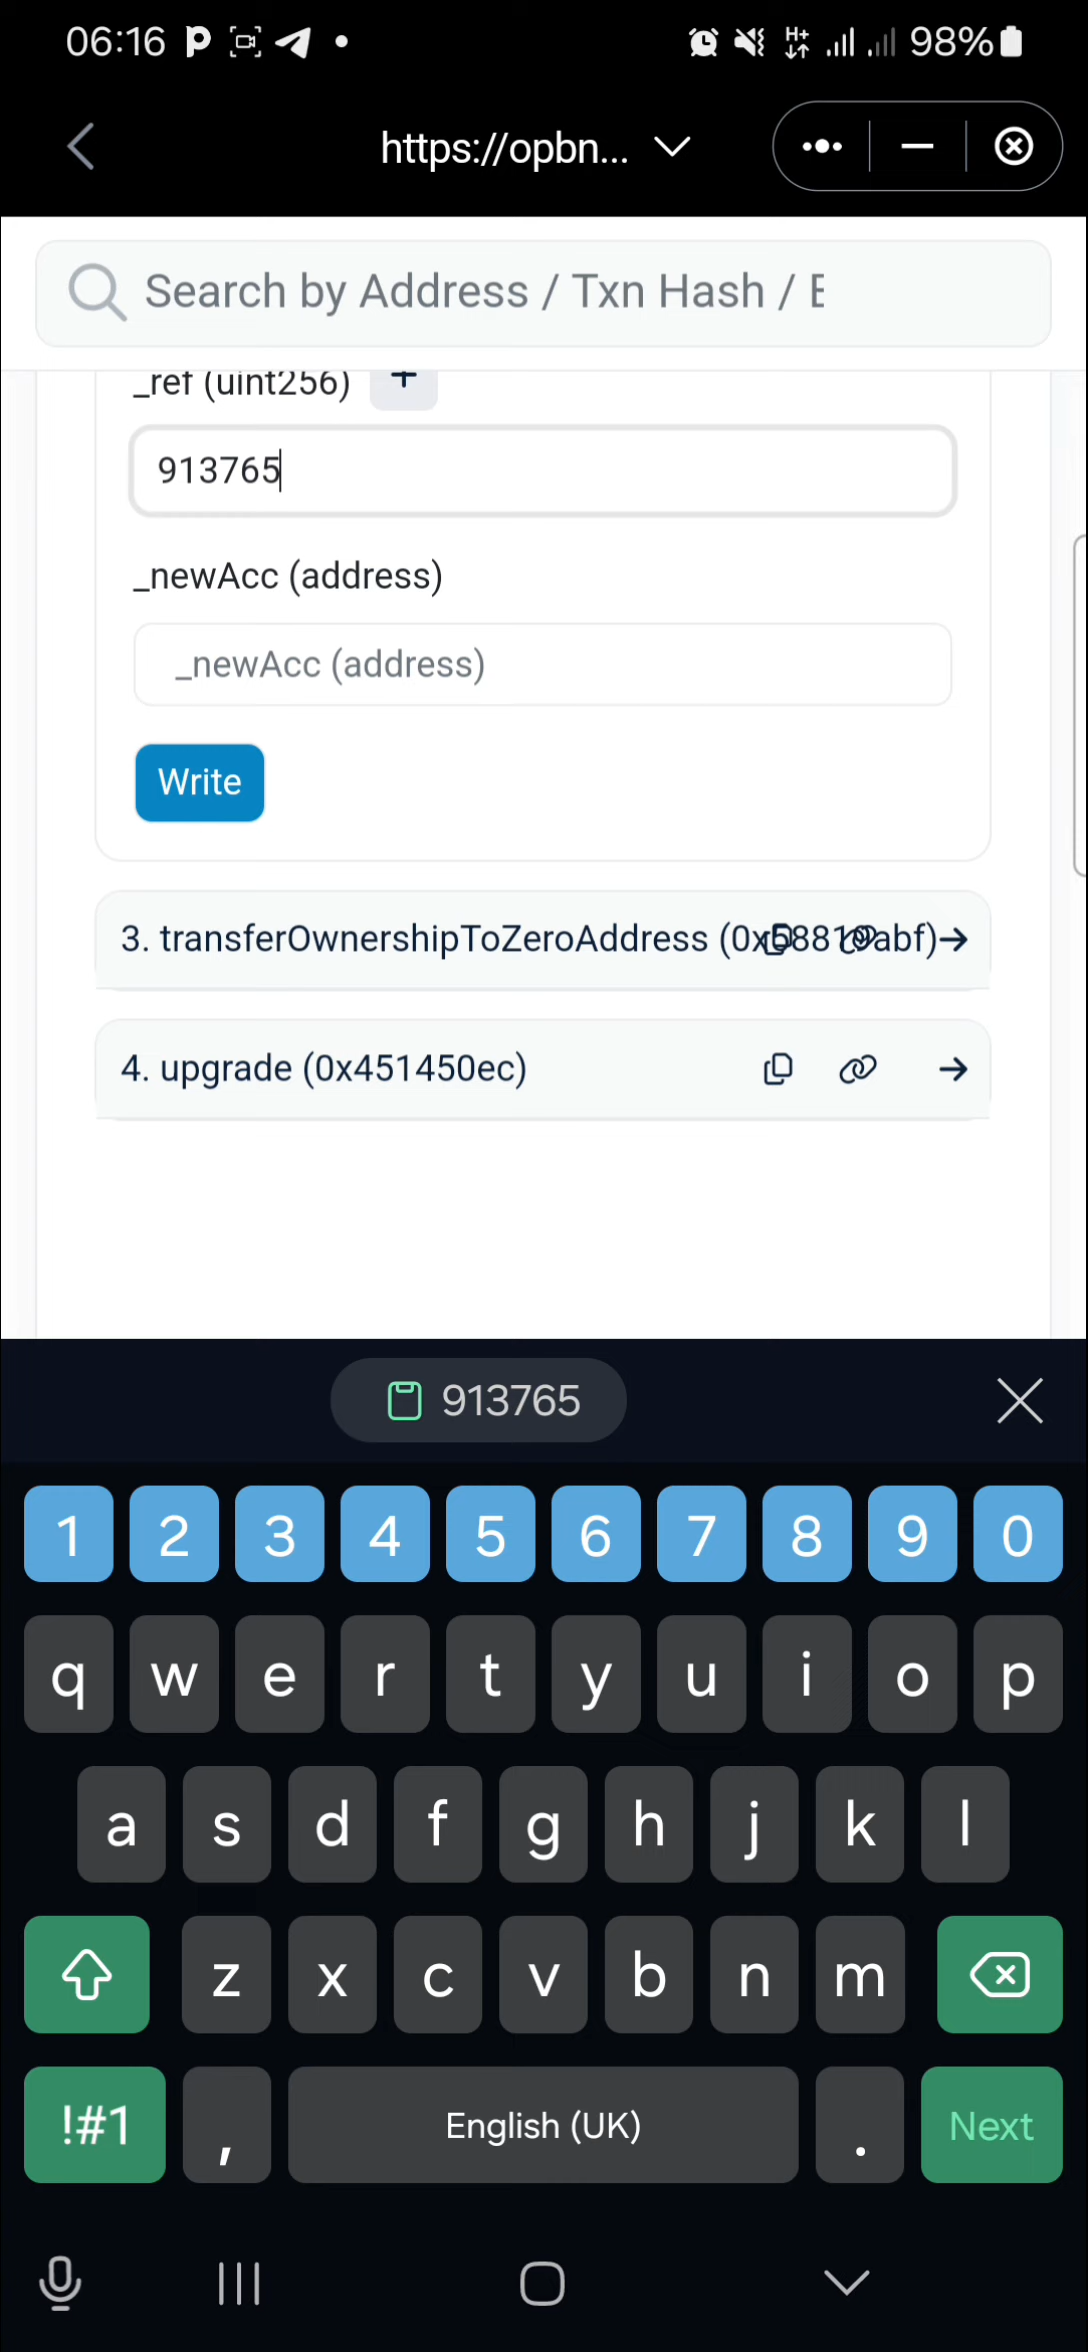 06:16
H+
98%
https://opbn...
Search by Address / Txn Hash / E
_ref (uint256) +
913765
_newAcc (address)
_newAcc (address)
Write
3. transferOwnershipToZeroAddress (0x58819abf)
4. upgrade (0x451450ec)
913765
1 2 3 4 5 6 7 8 9 0
q w e r t y u i o p
a s d f g h j k l
z x c v b n m
!#1 , English (UK) . Next